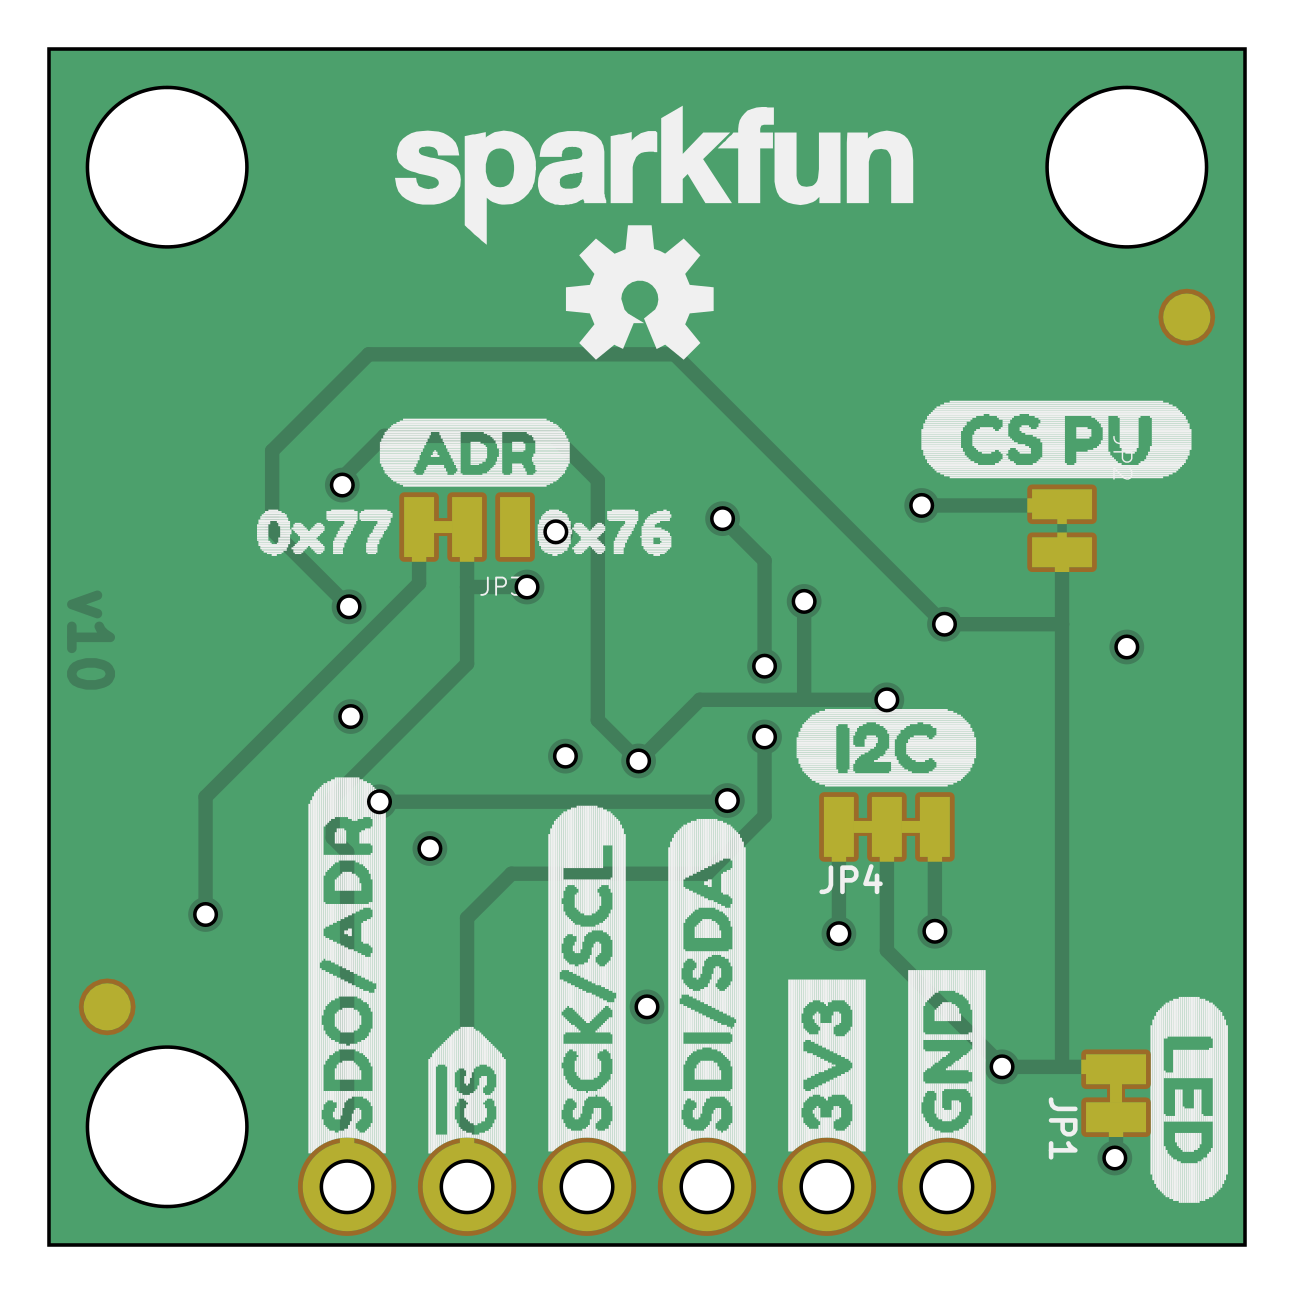 sparkfun
ADR
CS PU
JP2
0x77
0x76
JP3
v10
I2C
JP4
SDO/ADR
CS
SCK/SCL
SDI/SDA
3V3
GND
JP1
LED